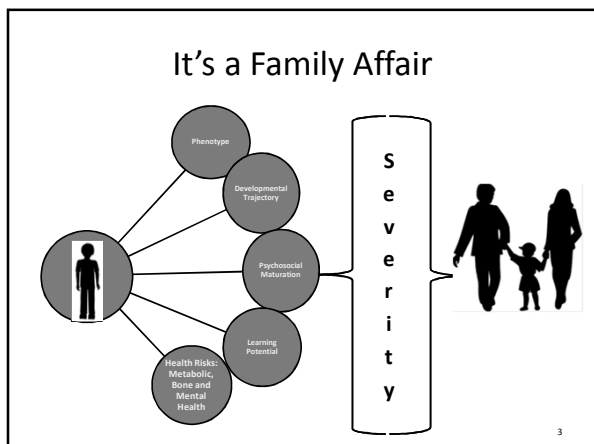 It’s a Family Affair
Phenotype
Developmental
Trajectory
Psychosocial
Maturation
Learning
Potential
Health Risks:
Metabolic,
Bone and
Mental
Health
S
e
v
e
r
i
t
y
3